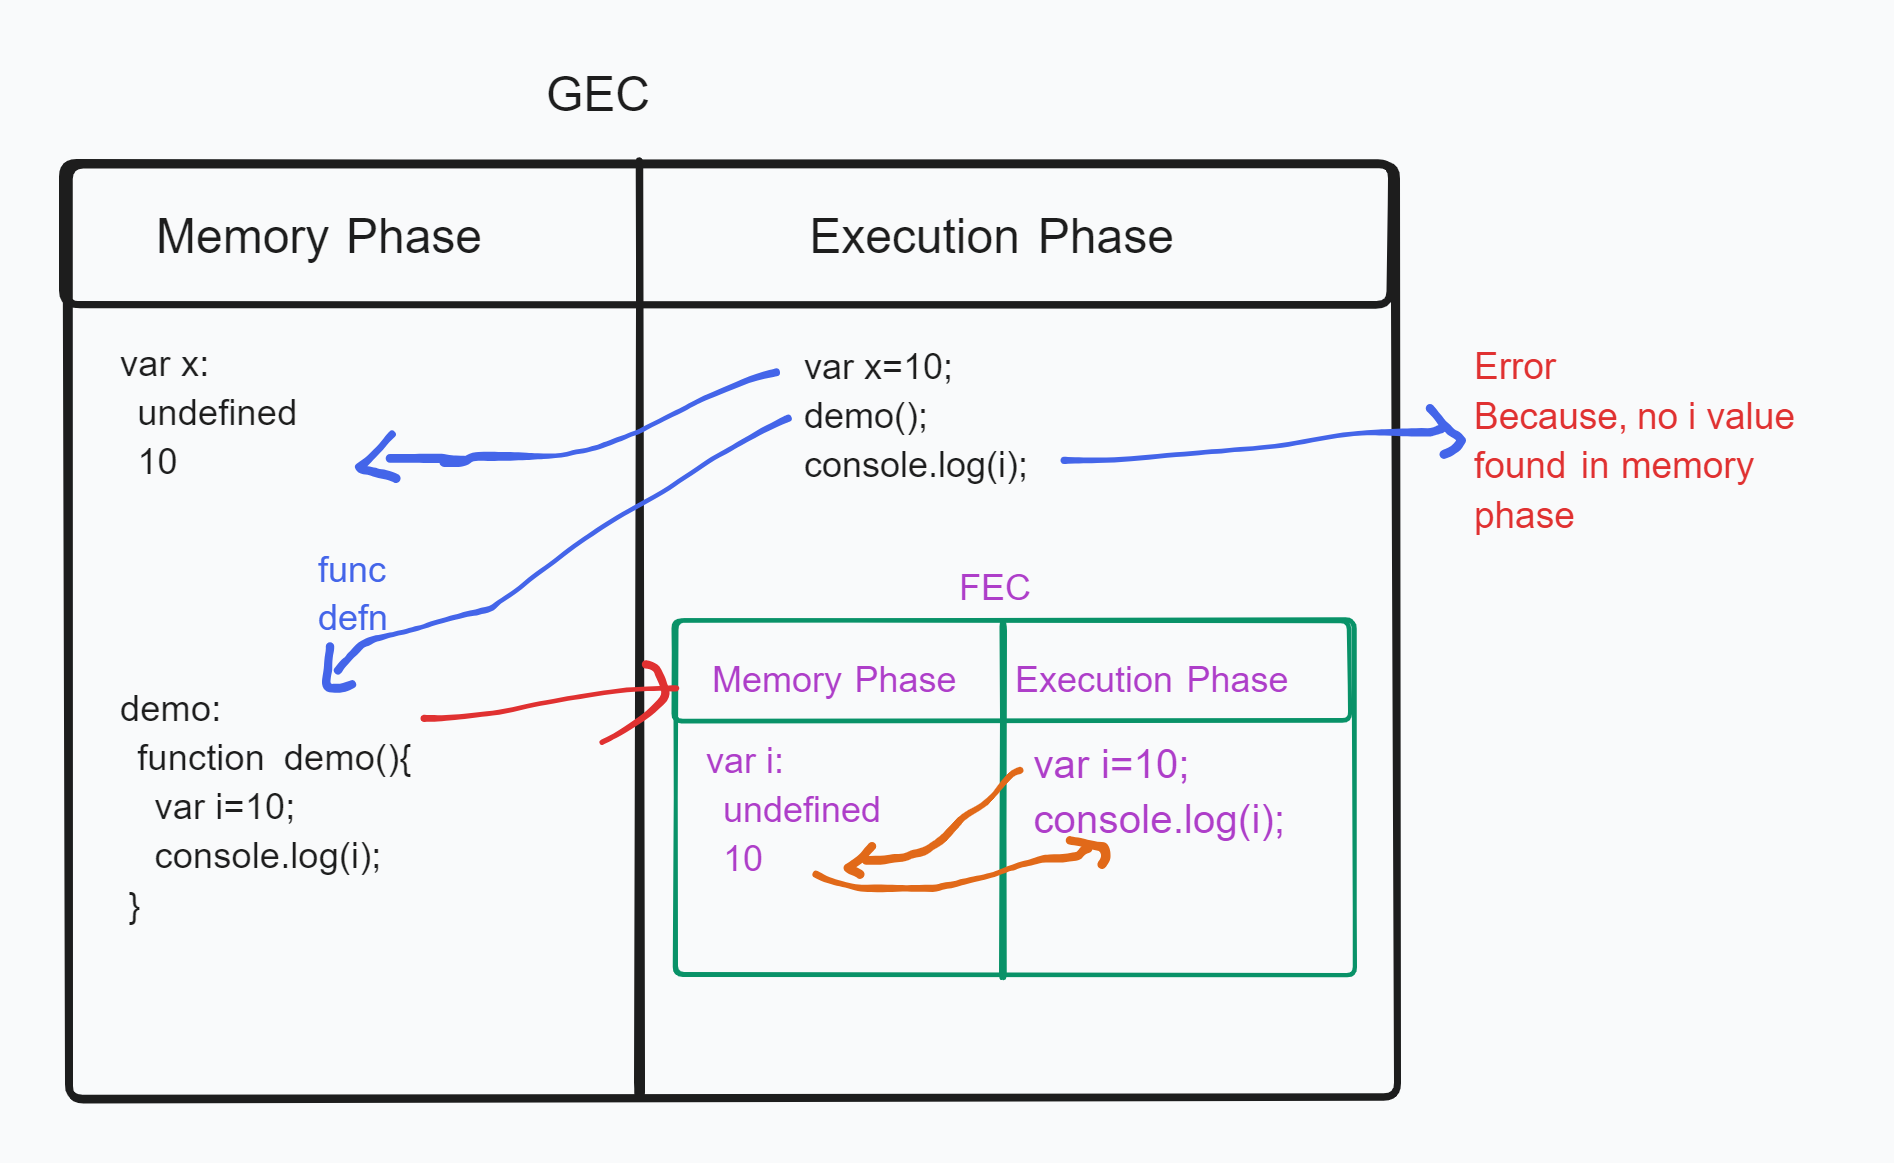 GEC
Memory Phase
Execution Phase
var x:
undefined
10
func
defn
demo:
function demo(){
var i=10;
console.log(i);
}
var x=10;
demo();
console.log(i);
FEC
Memory Phase
Execution Phase
var i:
undefined
10
var i=10;
console.log(i);
Error
Because, no i value
found in memory
phase